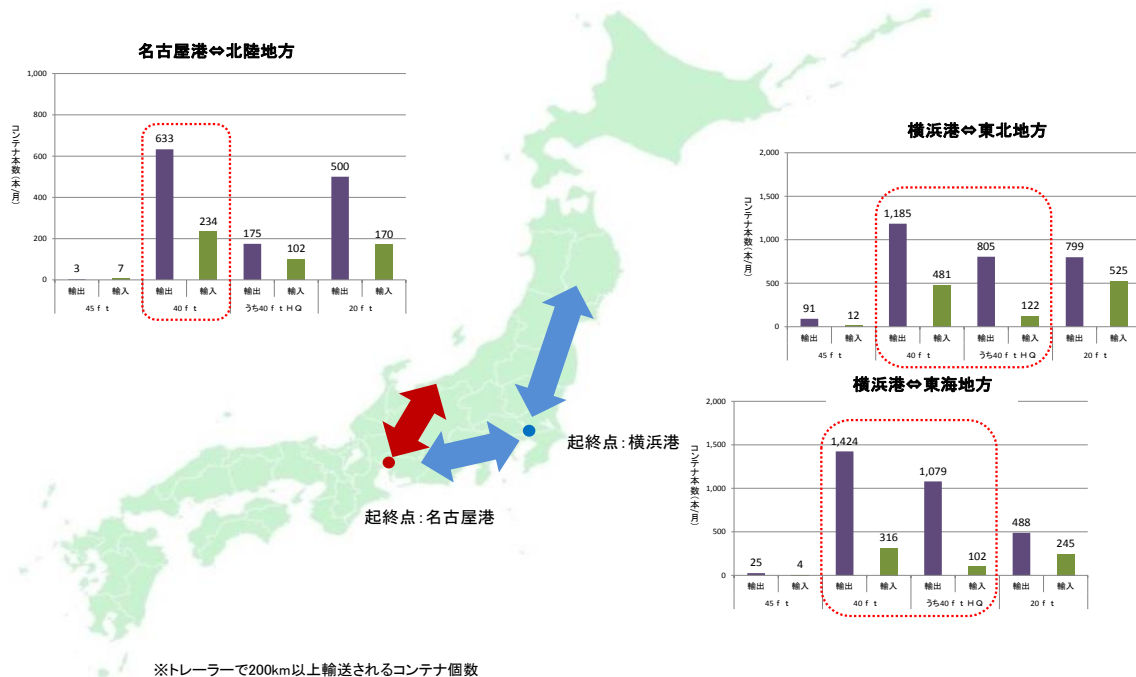 名古屋港⇔北陸地方
コンテナ本数(本/月)
1,000
800
600
400
200
0
3
7
633
234
175
102
500
170
輸出 輸入 輸出 輸入 輸出 輸入 輸出 輸入
45ft 40ft うち40ftHQ 20ft
横浜港⇔東北地方
コンテナ本数(本/月)
2,000
1,500
1,000
500
0
91
12
1,185
481
805
122
799
525
輸出 輸入 輸出 輸入 輸出 輸入 輸出 輸入
45ft 40ft うち40ftHQ 20ft
横浜港⇔東海地方
コンテナ本数(本/月)
2,000
1,500
1,000
500
0
25
4
1,424
316
1,079
102
488
245
輸出 輸入 輸出 輸入 輸出 輸入 輸出 輸入
45ft 40ft うち40ftHQ 20ft
起終点:横浜港
起終点:名古屋港
※トレーラーで200km以上輸送されるコンテナ個数